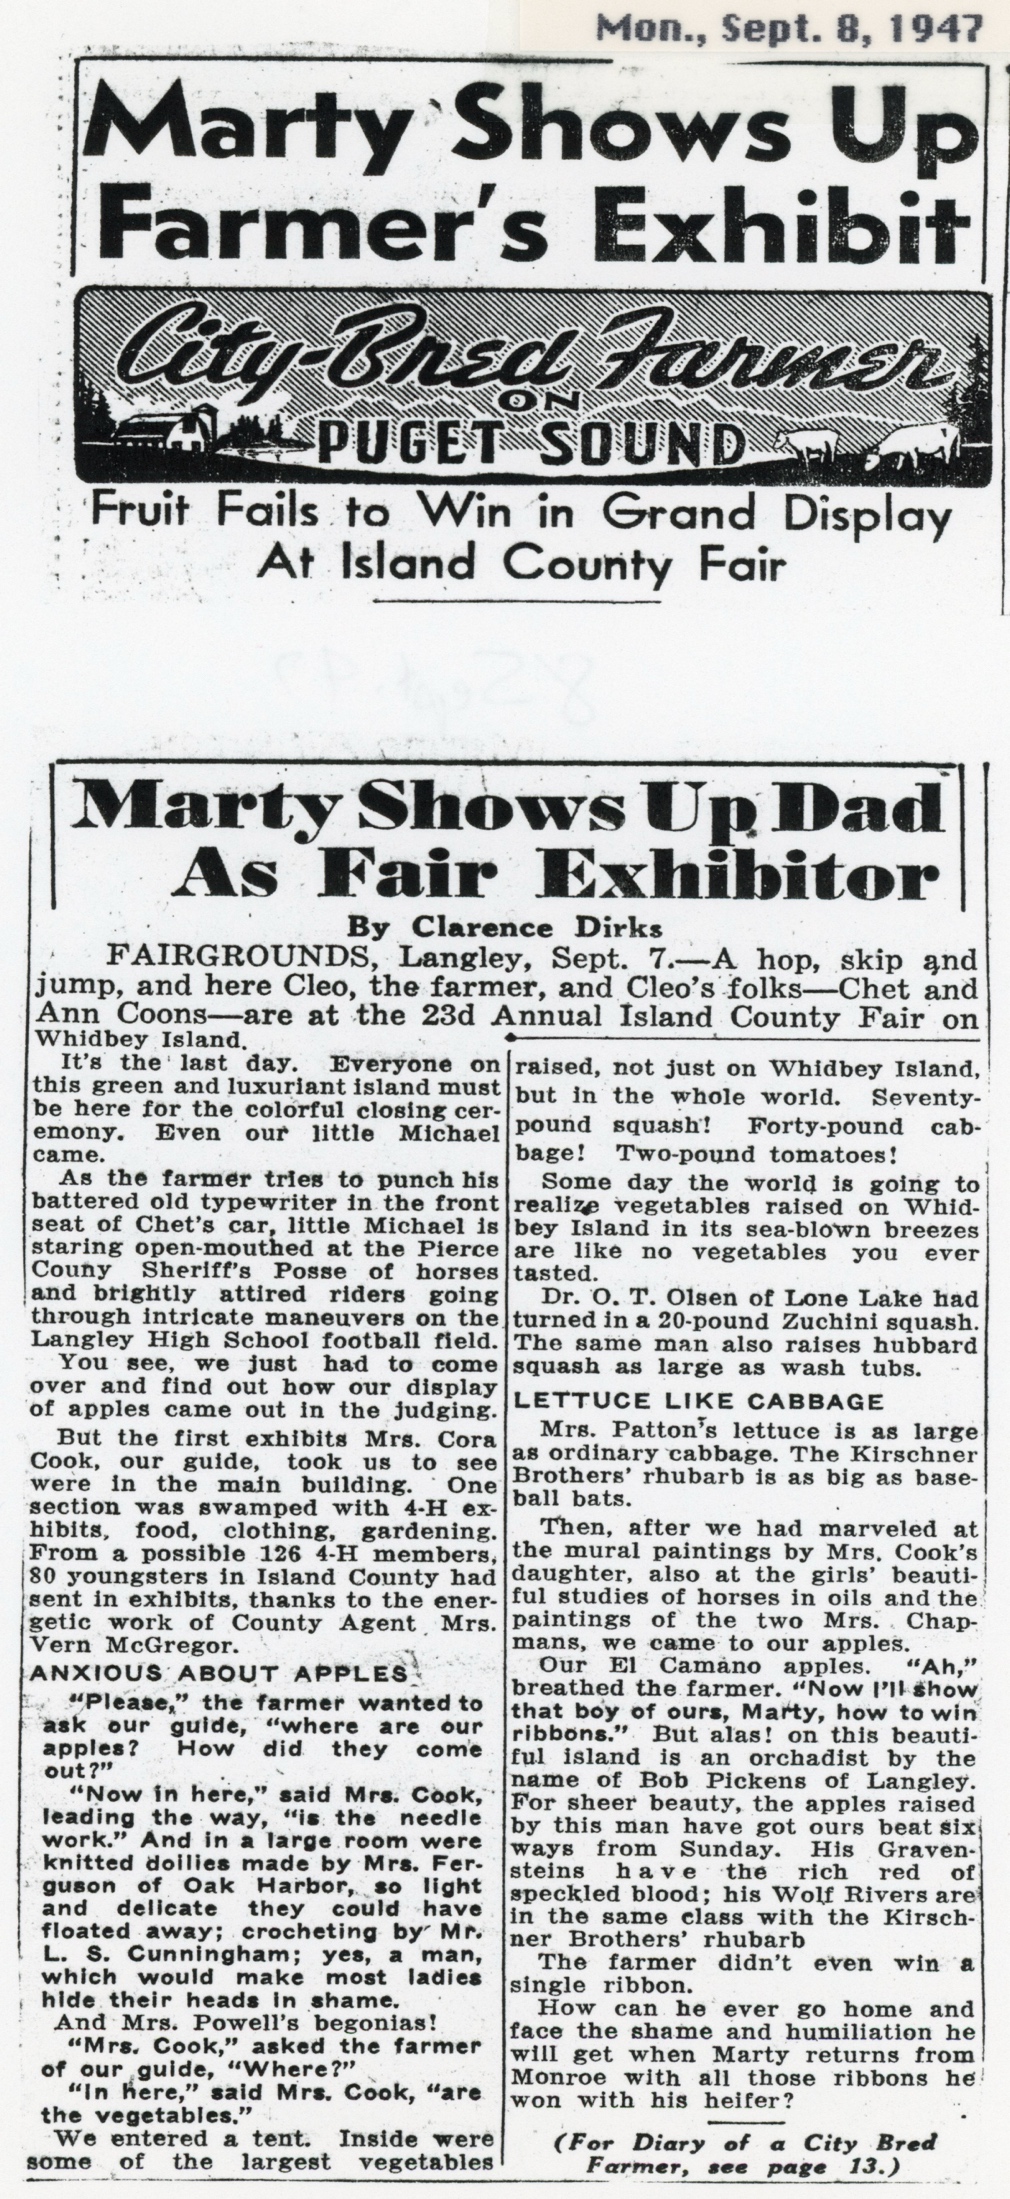 Mon., Sept. 8, 1947
Marty Shows Up
Farmer's Exhibit
City-Bred Farmer
ON
PUGET SOUND
Fruit Fails to Win in Grand Display
At Island County Fair
Marty Shows Up Dad
As Fair Exhibitor
By Clarence Dirks
FAIRGROUNDS, Langley, Sept. 7.—A hop, skip and
jump, and here Cleo, the farmer, and Cleo's folks—Chet and
Ann Coons—are at the 23d Annual Island County Fair on
Whidbey Island.
It's the last day. Everyone on
this green and luxuriant island must
be here for the colorful closing cer-
emony. Even our little Michael
came.
As the farmer tries to punch his
battered old typewriter in the front
seat of Chet's car, little Michael is
staring open-mouthed at the Pierce
Couny Sheriff's Posse of horses
and brightly attired riders going
through intricate maneuvers on the
Langley High School football field.
You see, we just had to come
over and find out how our display
of apples came out in the judging.
But the first exhibits Mrs. Cora
Cook, our guide, took us to see
were in the main building. One
section was swamped with 4-H ex-
hibits, food, clothing, gardening.
From a possible 126 4-H members,
80 youngsters in Island County had
sent in exhibits, thanks to the ener-
getic work of County Agent Mrs.
Vern McGregor.
ANXIOUS ABOUT APPLES
"Please," the farmer wanted to
ask our guide, "where are our
apples? How did they come
out?"
"Now in here," said Mrs. Cook,
leading the way, "is the needle
work." And in a large room were
knitted doilies made by Mrs. Fer-
guson of Oak Harbor, so light
and delicate they could have
floated away; crocheting by Mr.
L. S. Cunningham; yes, a man,
which would make most ladies
hide their heads in shame.
And Mrs. Powell's begonias!
"Mrs. Cook," asked the farmer
of our guide, "Where?"
"In here," said Mrs. Cook, "are
the vegetables."
We entered a tent. Inside were
some of the largest vegetables
raised, not just on Whidbey Island,
but in the whole world. Seventy-
pound squash! Forty-pound cab-
bage! Two-pound tomatoes!
Some day the world is going to
realize vegetables raised on Whid-
bey Island in its sea-blown breezes
are like no vegetables you ever
tasted.
Dr. O. T. Olsen of Lone Lake had
turned in a 20-pound Zuchini squash.
The same man also raises hubbard
squash as large as wash tubs.
LETTUCE LIKE CABBAGE
Mrs. Patton's lettuce is as large
as ordinary cabbage. The Kirschner
Brothers' rhubarb is as big as base-
ball bats.
Then, after we had marveled at
the mural paintings by Mrs. Cook's
daughter, also at the girls' beauti-
ful studies of horses in oils and the
paintings of the two Mrs. Chap-
mans, we came to our apples.
Our El Camano apples. "Ah,"
breathed the farmer. "Now I'll show
that boy of ours, Marty, how to win
ribbons." But alas! on this beauti-
ful island is an orchadist by the
name of Bob Pickens of Langley.
For sheer beauty, the apples raised
by this man have got ours beat six
ways from Sunday. His Graven-
steins have the rich red of
speckled blood; his Wolf Rivers are
in the same class with the Kirsch-
ner Brothers' rhubarb
The farmer didn't even win a
single ribbon.
How can he ever go home and
face the shame and humiliation he
will get when Marty returns from
Monroe with all those ribbons he
won with his heifer?
(For Diary of a City Bred
Farmer, see page 13.)